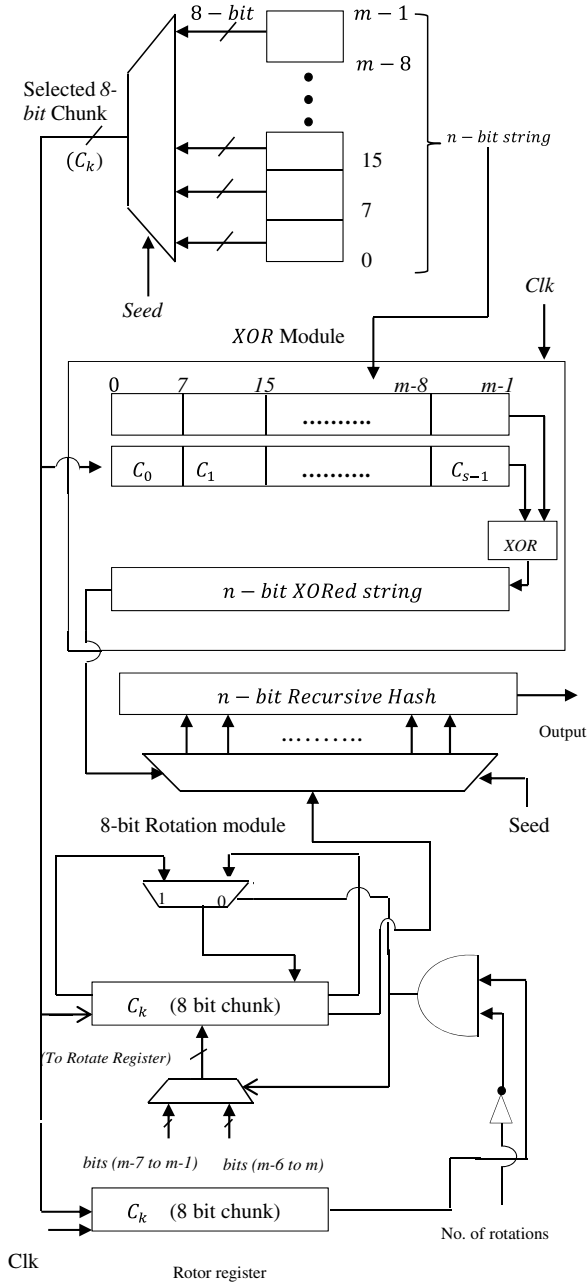 8 − bit
m − 1
m − 8
Selected 8-
bit Chunk
(C_k)
n − bit string
15
7
0
Seed
Clk
XOR Module
0 7 15 m-8 m-1
..........
C_0 C_1 .......... C_{s−1}
XOR
n − bit XORed string
n − bit Recursive Hash
..........
Output
8-bit Rotation module
Seed
1 0
C_k (8 bit chunk)
(To Rotate Register)
bits (m-7 to m-1) bits (m-6 to m)
C_k (8 bit chunk)
No. of rotations
Clk
Rotor register